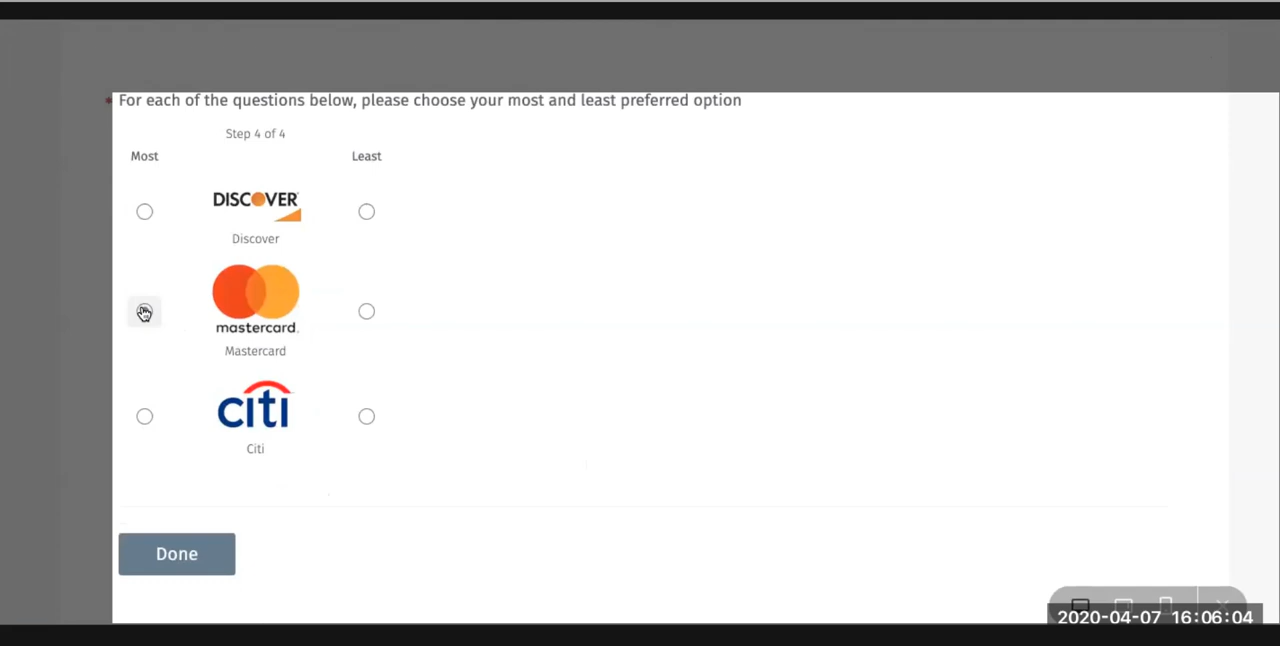 * For each of the questions below, please choose your most and least preferred option
Step 4 of 4
Most Least
DISCOVER
Discover
mastercard.
Mastercard
citi
Citi
Done
2020-04-07 16:06:04